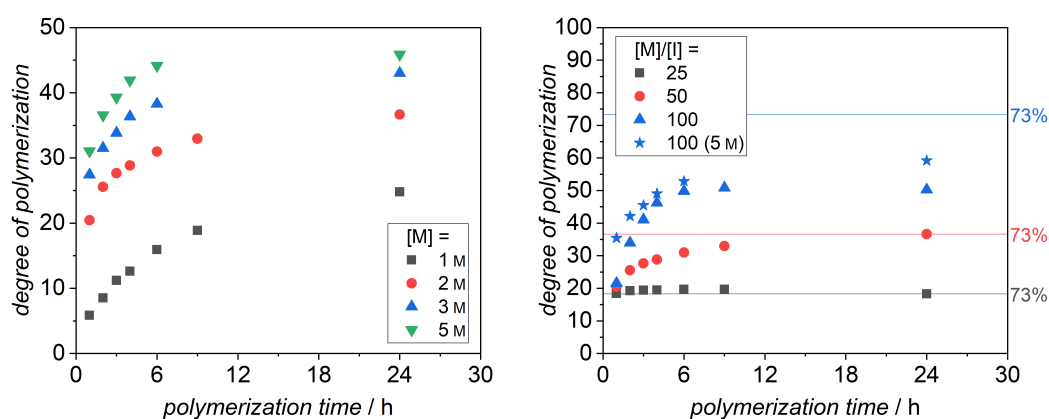 50
40
30
20
10
0
0 6 12 18 24 30
degree of polymerization
polymerization time / h
[M] =
1 M
2 M
3 M
5 M
100
90
80
70
60
50
40
30
20
10
0
0 6 12 18 24 30
degree of polymerization
polymerization time / h
[M]/[I] =
25
50
100
100 (5 M)
73%
73%
73%